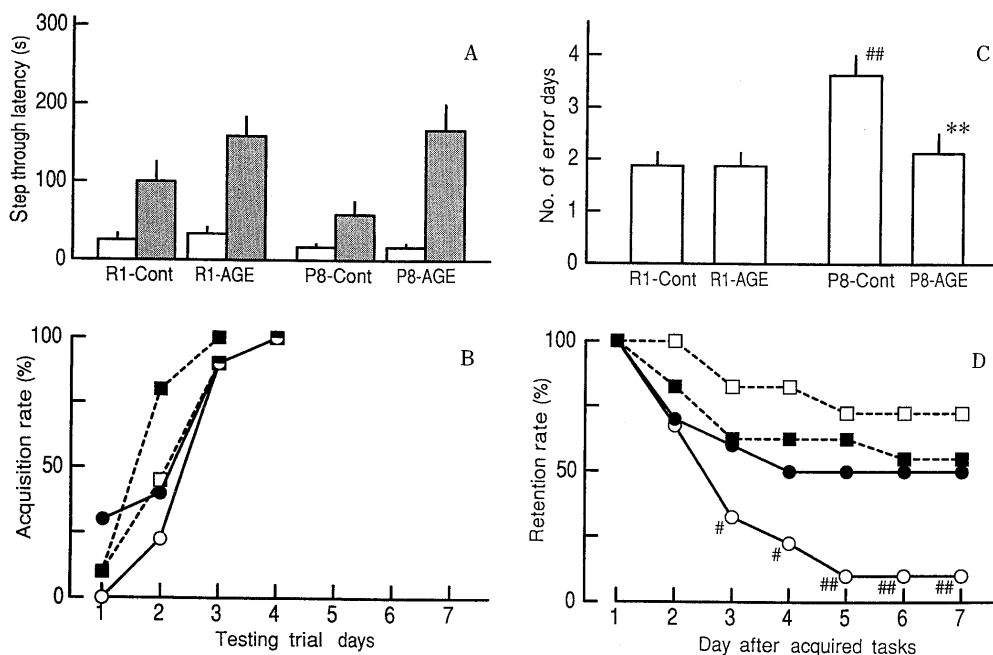 Step through latency (s)
300
200
100
0
A
R1-Cont
R1-AGE
P8-Cont
P8-AGE
No. of error days
4
3
2
1
0
C
##
**
R1-Cont
R1-AGE
P8-Cont
P8-AGE
Acquisition rate (%)
100
50
0
B
1 2 3 4 5 6 7
Testing trial days
Retention rate (%)
100
50
0
D
# # ## ## ##
1 2 3 4 5 6 7
Day after acquired tasks